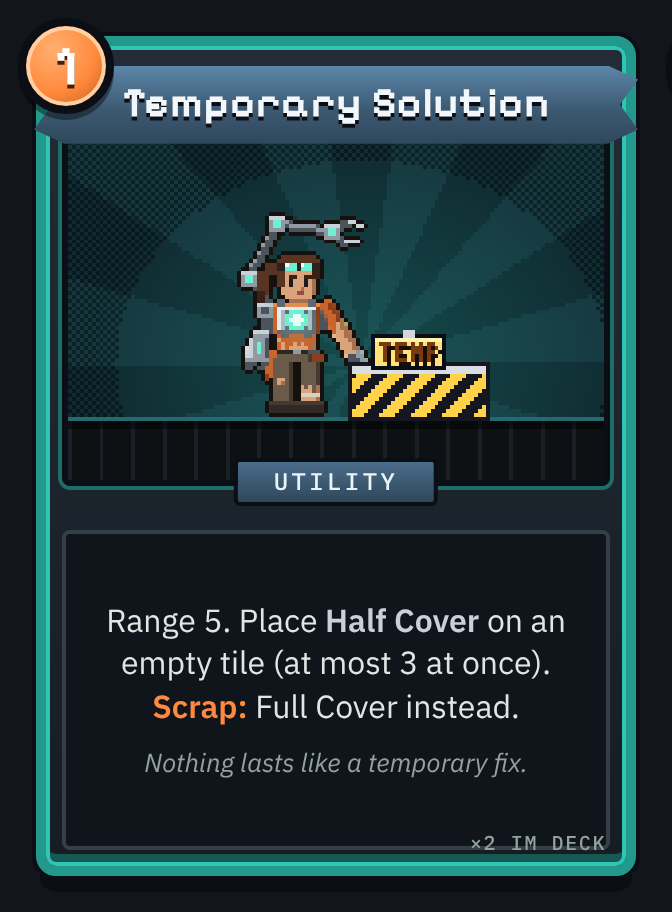 1
Temporary Solution
TEMP
UTILITY
Range 5. Place Half Cover on an
empty tile (at most 3 at once).
Scrap: Full Cover instead.
Nothing lasts like a temporary fix.
×2 IM DECK